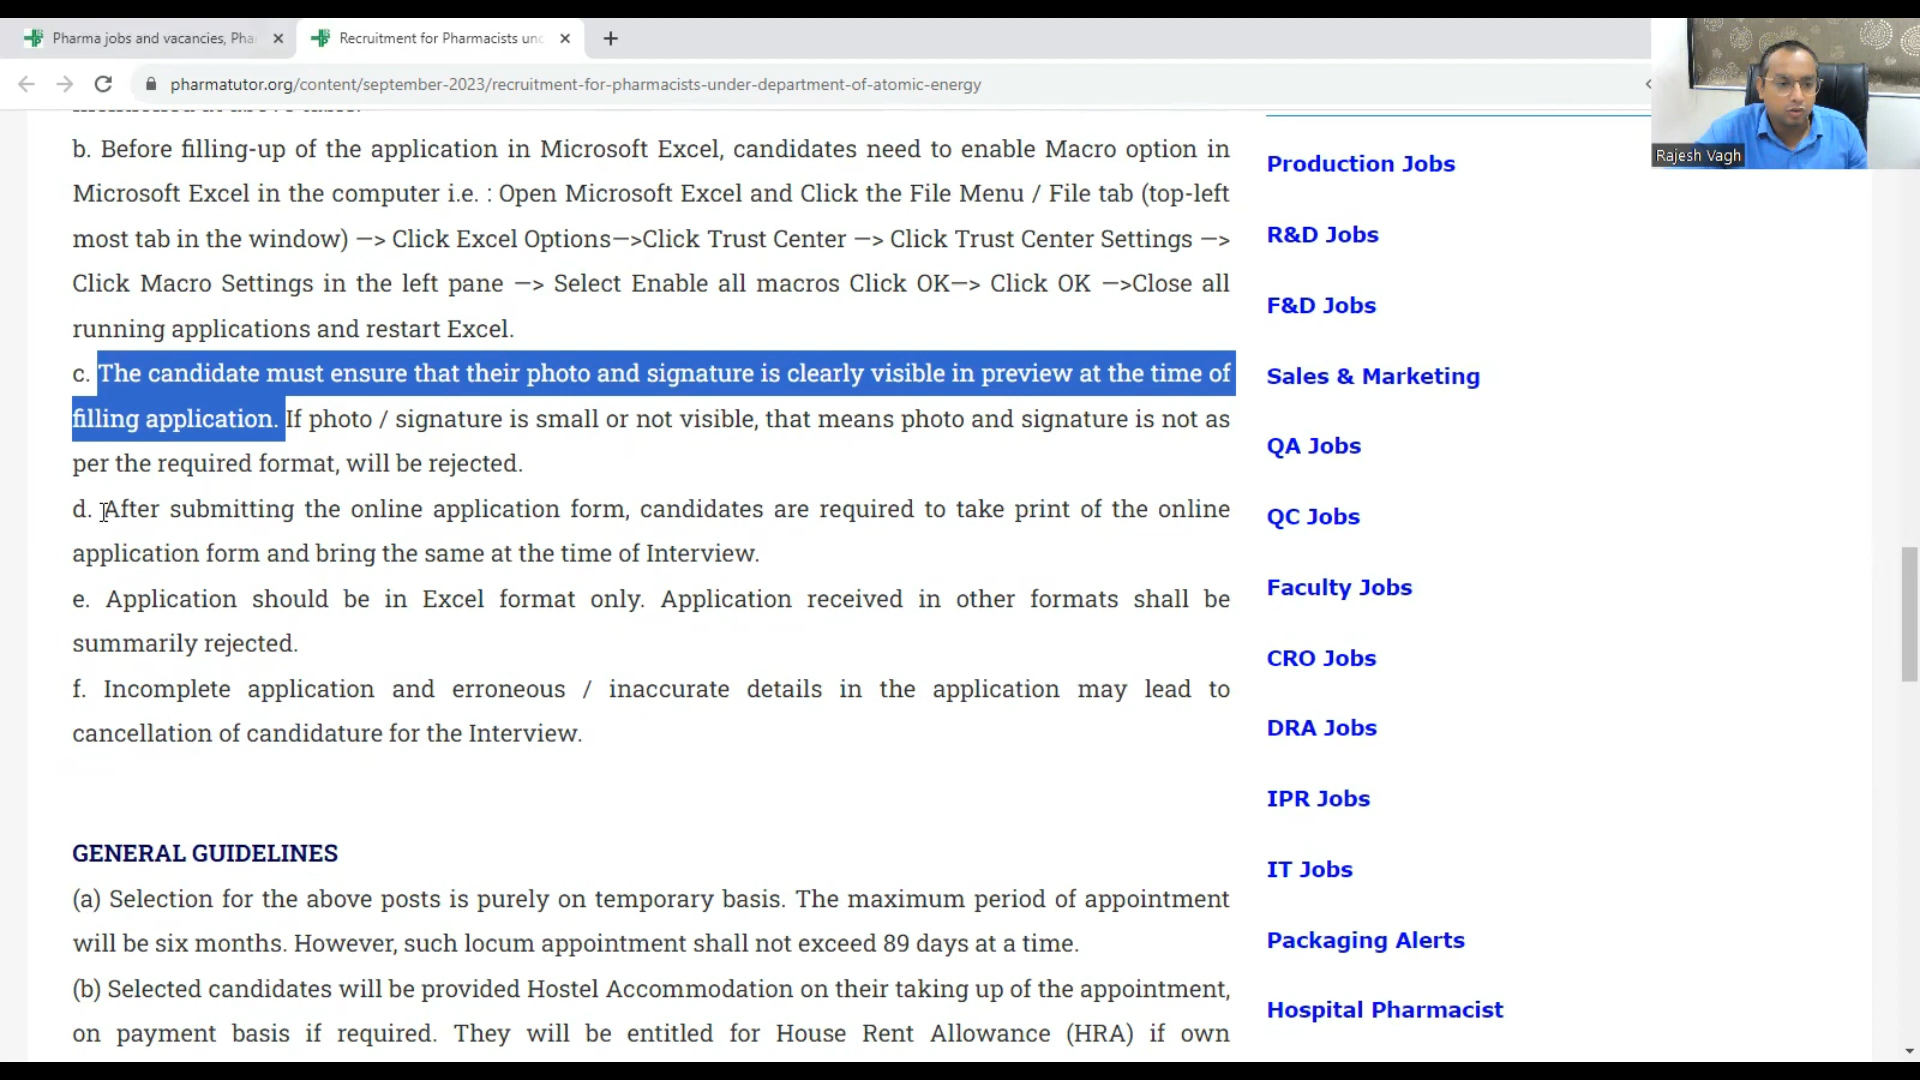 Pharma jobs and vacancies, Pha
Recruitment for Pharmacists und
pharmatutor.org/content/september-2023/recruitment-for-pharmacists-under-department-of-atomic-energy
Rajesh Vagh
b. Before filling-up of the application in Microsoft Excel, candidates need to enable Macro option in
Microsoft Excel in the computer i.e. : Open Microsoft Excel and Click the File Menu / File tab (top-left
most tab in the window) —> Click Excel Options—>Click Trust Center —> Click Trust Center Settings —>
Click Macro Settings in the left pane —> Select Enable all macros Click OK—> Click OK —>Close all
running applications and restart Excel.
c. The candidate must ensure that their photo and signature is clearly visible in preview at the time of
filling application. If photo / signature is small or not visible, that means photo and signature is not as
per the required format, will be rejected.
d. After submitting the online application form, candidates are required to take print of the online
application form and bring the same at the time of Interview.
e. Application should be in Excel format only. Application received in other formats shall be
summarily rejected.
f. Incomplete application and erroneous / inaccurate details in the application may lead to
cancellation of candidature for the Interview.
GENERAL GUIDELINES
(a) Selection for the above posts is purely on temporary basis. The maximum period of appointment
will be six months. However, such locum appointment shall not exceed 89 days at a time.
(b) Selected candidates will be provided Hostel Accommodation on their taking up of the appointment,
on payment basis if required. They will be entitled for House Rent Allowance (HRA) if own
Production Jobs
R&D Jobs
F&D Jobs
Sales & Marketing
QA Jobs
QC Jobs
Faculty Jobs
CRO Jobs
DRA Jobs
IPR Jobs
IT Jobs
Packaging Alerts
Hospital Pharmacist